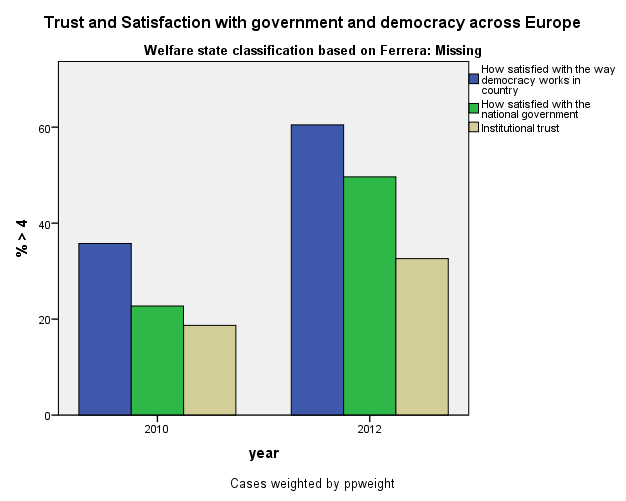 Trust and Satisfaction with government and democracy across Europe
Welfare state classification based on Ferrera: Missing
How satisfied with the way
democracy works in
country
How satisfied with the
national government
Institutional trust
% > 4
60
40
20
0
2010
2012
year
Cases weighted by ppweight